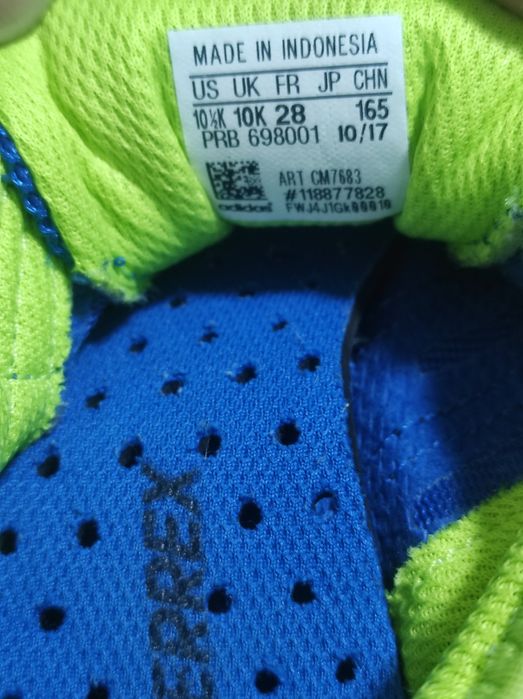 MADE IN INDONESIA
US UK FR JP CHN
10½K 10K 28 165
PRB 698001 10/17
ART CM7683
#118877828
adidas FWJ4J1Gk00010
ERREX